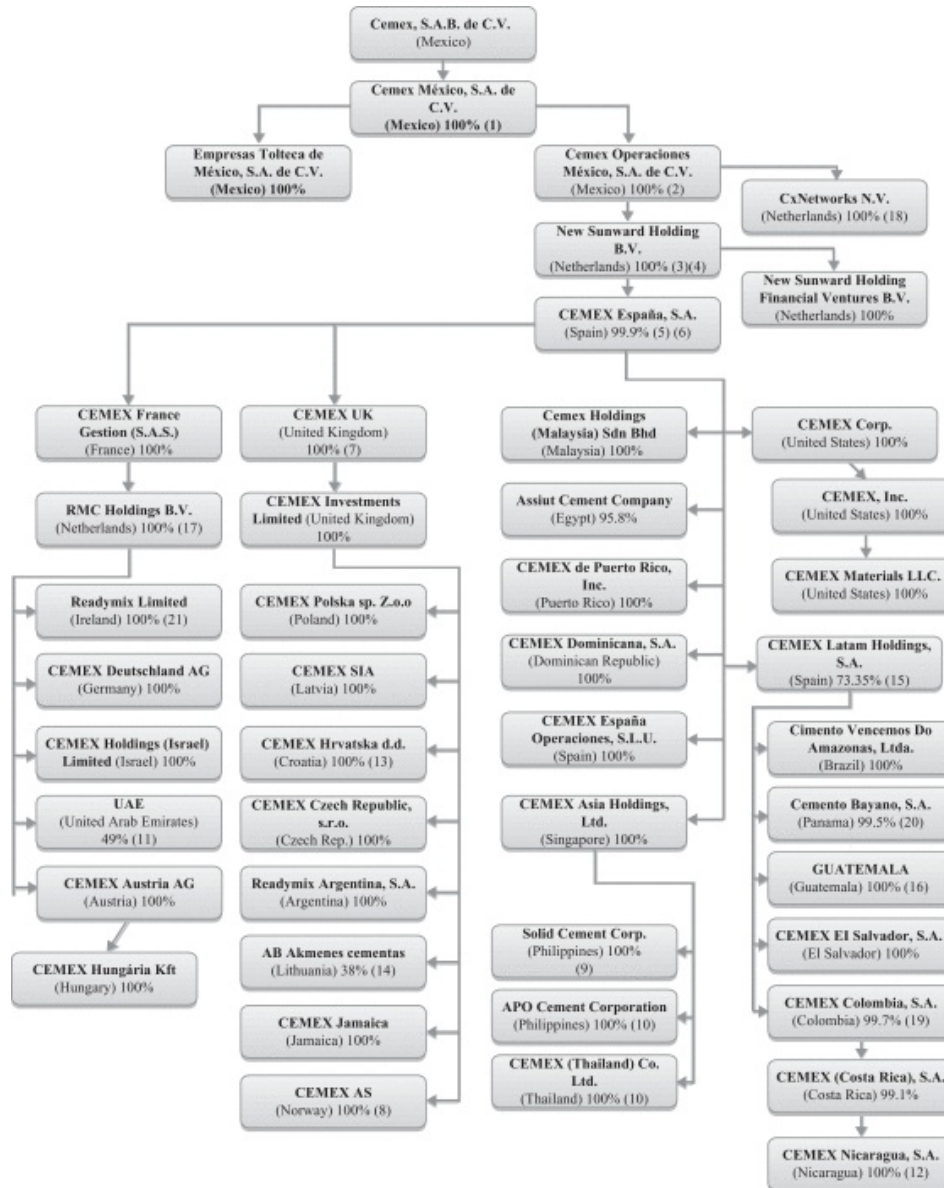 Cemex, S.A.B. de C.V.
(Mexico)
Cemex México, S.A. de
C.V.
(Mexico) 100% (1)
Empresas Tolteca de
México, S.A. de C.V.
(Mexico) 100%
Cemex Operaciones
México, S.A. de C.V.
(Mexico) 100% (2)
CxNetworks N.V.
(Netherlands) 100% (18)
New Sunward Holding
B.V.
(Netherlands) 100% (3)(4)
New Sunward Holding
Financial Ventures B.V.
(Netherlands) 100%
CEMEX España, S.A.
(Spain) 99.9% (5) (6)
CEMEX France
Gestion (S.A.S.)
(France) 100%
RMC Holdings B.V.
(Netherlands) 100% (17)
Readymix Limited
(Ireland) 100% (21)
CEMEX Deutschland AG
(Germany) 100%
CEMEX Holdings (Israel)
Limited (Israel) 100%
UAE
(United Arab Emirates)
49% (11)
CEMEX Austria AG
(Austria) 100%
CEMEX Hungária Kft
(Hungary) 100%
CEMEX UK
(United Kingdom)
100% (7)
CEMEX Investments
Limited (United Kingdom)
100%
CEMEX Polska sp. Z.o.o
(Poland) 100%
CEMEX SIA
(Latvia) 100%
CEMEX Hrvatska d.d.
(Croatia) 100% (13)
CEMEX Czech Republic,
s.r.o.
(Czech Rep.) 100%
Readymix Argentina, S.A.
(Argentina) 100%
AB Akmenes cementas
(Lithuania) 38% (14)
CEMEX Jamaica
(Jamaica) 100%
CEMEX AS
(Norway) 100% (8)
Cemex Holdings
(Malaysia) Sdn Bhd
(Malaysia) 100%
Assiut Cement Company
(Egypt) 95.8%
CEMEX de Puerto Rico,
Inc.
(Puerto Rico) 100%
CEMEX Dominicana, S.A.
(Dominican Republic)
100%
CEMEX España
Operaciones, S.L.U.
(Spain) 100%
CEMEX Asia Holdings,
Ltd.
(Singapore) 100%
Solid Cement Corp.
(Philippines) 100%
(9)
APO Cement Corporation
(Philippines) 100% (10)
CEMEX (Thailand) Co.
Ltd.
(Thailand) 100% (10)
CEMEX Corp.
(United States) 100%
CEMEX, Inc.
(United States) 100%
CEMEX Materials LLC.
(United States) 100%
CEMEX Latam Holdings,
S.A.
(Spain) 73.35% (15)
Cimento Vencemos Do
Amazonas, Ltda.
(Brazil) 100%
Cemento Bayano, S.A.
(Panama) 99.5% (20)
GUATEMALA
(Guatemala) 100% (16)
CEMEX El Salvador, S.A.
(El Salvador) 100%
CEMEX Colombia, S.A.
(Colombia) 99.7% (19)
CEMEX (Costa Rica), S.A.
(Costa Rica) 99.1%
CEMEX Nicaragua, S.A.
(Nicaragua) 100% (12)